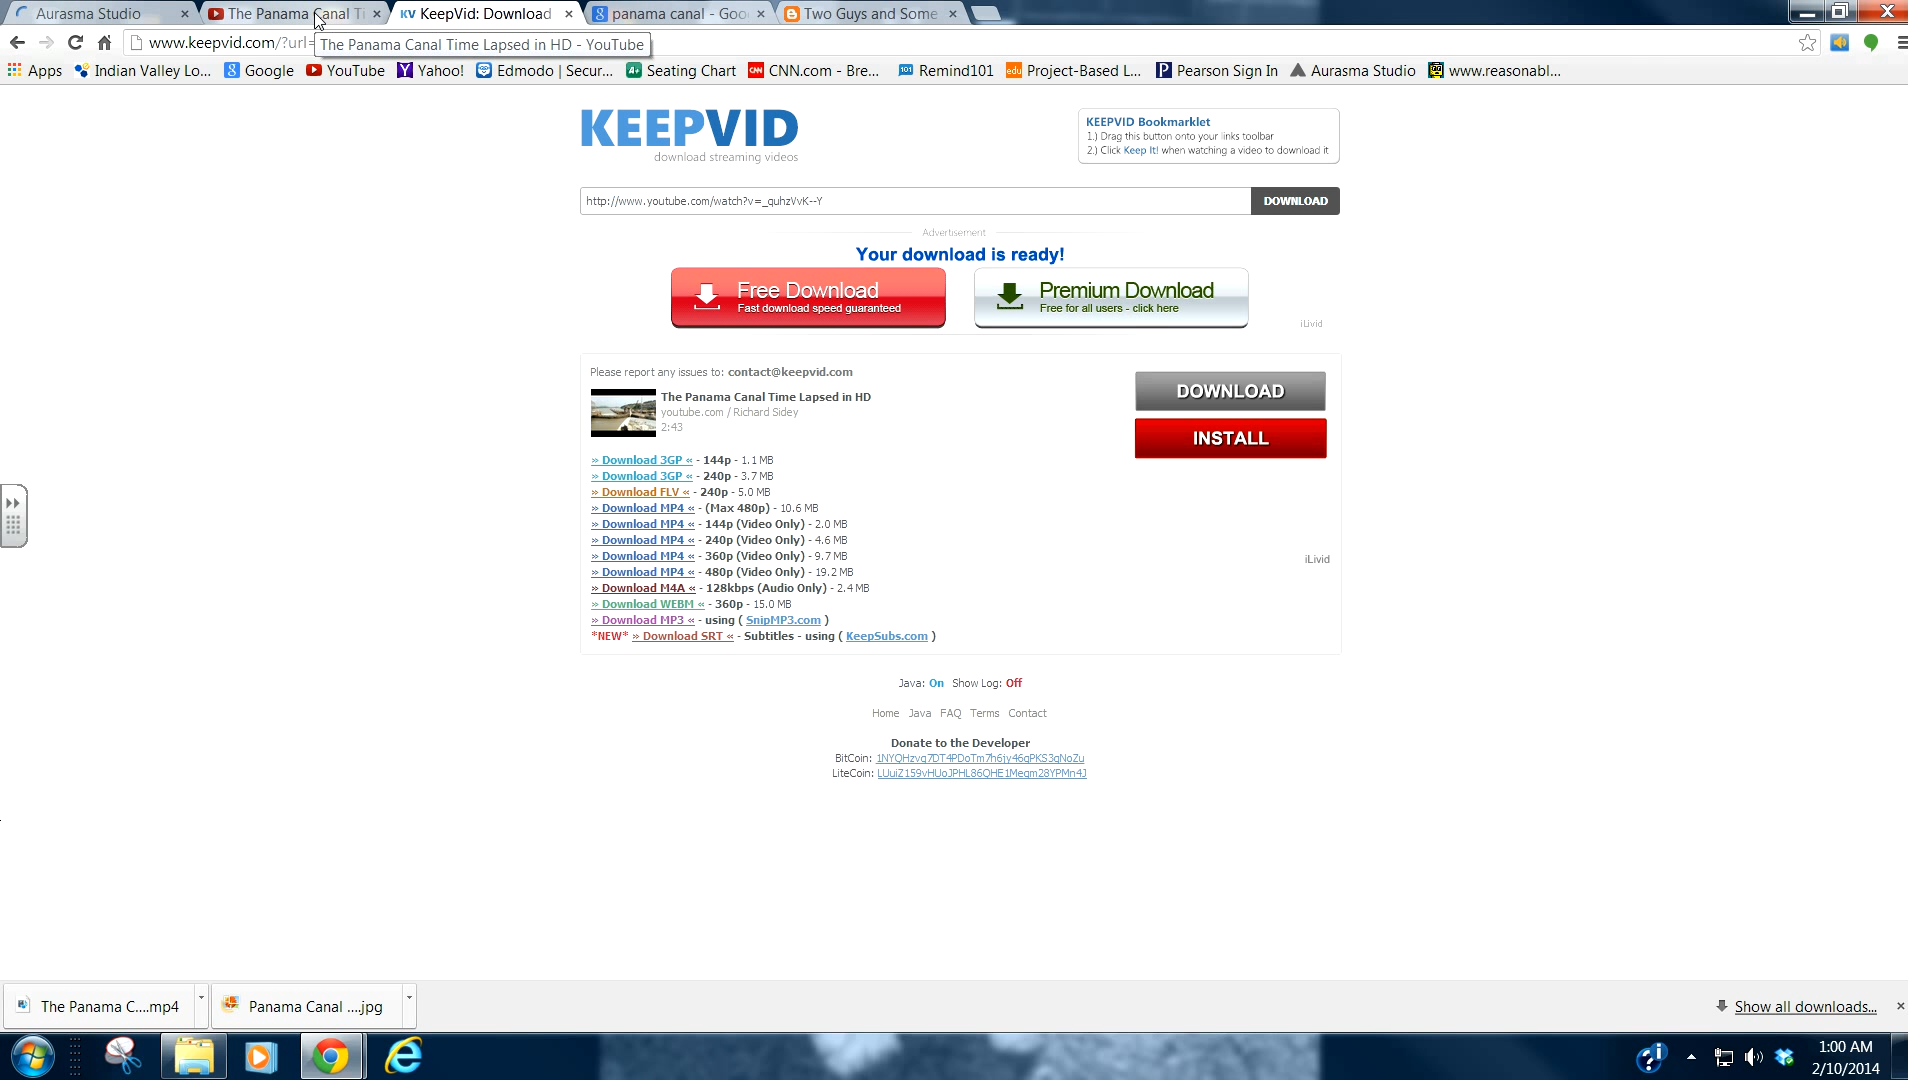 Aurasma Studio
The Panama Canal Ti
KeepVid: Download
panama canal - Goo
Two Guys and Some
www.keepvid.com/?url=
The Panama Canal Time Lapsed in HD - YouTube
Apps
Indian Valley Lo...
Google
YouTube
Yahoo!
Edmodo | Secur...
Seating Chart
CNN.com - Bre...
Remind101
Project-Based L...
Pearson Sign In
Aurasma Studio
www.reasonabl...
KEEPVID
download streaming videos
KEEPVID Bookmarklet
1.) Drag this button onto your links toolbar
2.) Click Keep It! when watching a video to download it
http://www.youtube.com/watch?v=_quhzVvK--Y
DOWNLOAD
Advertisement
Your download is ready!
Free Download
Fast download speed guaranteed
Premium Download
Free for all users - click here
iLivid
Please report any issues to: contact@keepvid.com
The Panama Canal Time Lapsed in HD
youtube.com / Richard Sidey
2:43
DOWNLOAD
INSTALL
» Download 3GP « - 144p - 1.1 MB
» Download 3GP « - 240p - 3.7 MB
» Download FLV « - 240p - 5.0 MB
» Download MP4 « - (Max 480p) - 10.6 MB
» Download MP4 « - 144p (Video Only) - 2.0 MB
» Download MP4 « - 240p (Video Only) - 4.6 MB
» Download MP4 « - 360p (Video Only) - 9.7 MB
» Download MP4 « - 480p (Video Only) - 19.2 MB
» Download M4A « - 128kbps (Audio Only) - 2.4 MB
» Download WEBM « - 360p - 15.0 MB
» Download MP3 « - using ( SnipMP3.com )
*NEW* » Download SRT « - Subtitles - using ( KeepSubs.com )
iLivid
Java: On Show Log: Off
Home Java FAQ Terms Contact
Donate to the Developer
BitCoin:
LiteCoin:
The Panama C....mp4
Panama Canal ....jpg
Show all downloads...
1:00 AM
2/10/2014